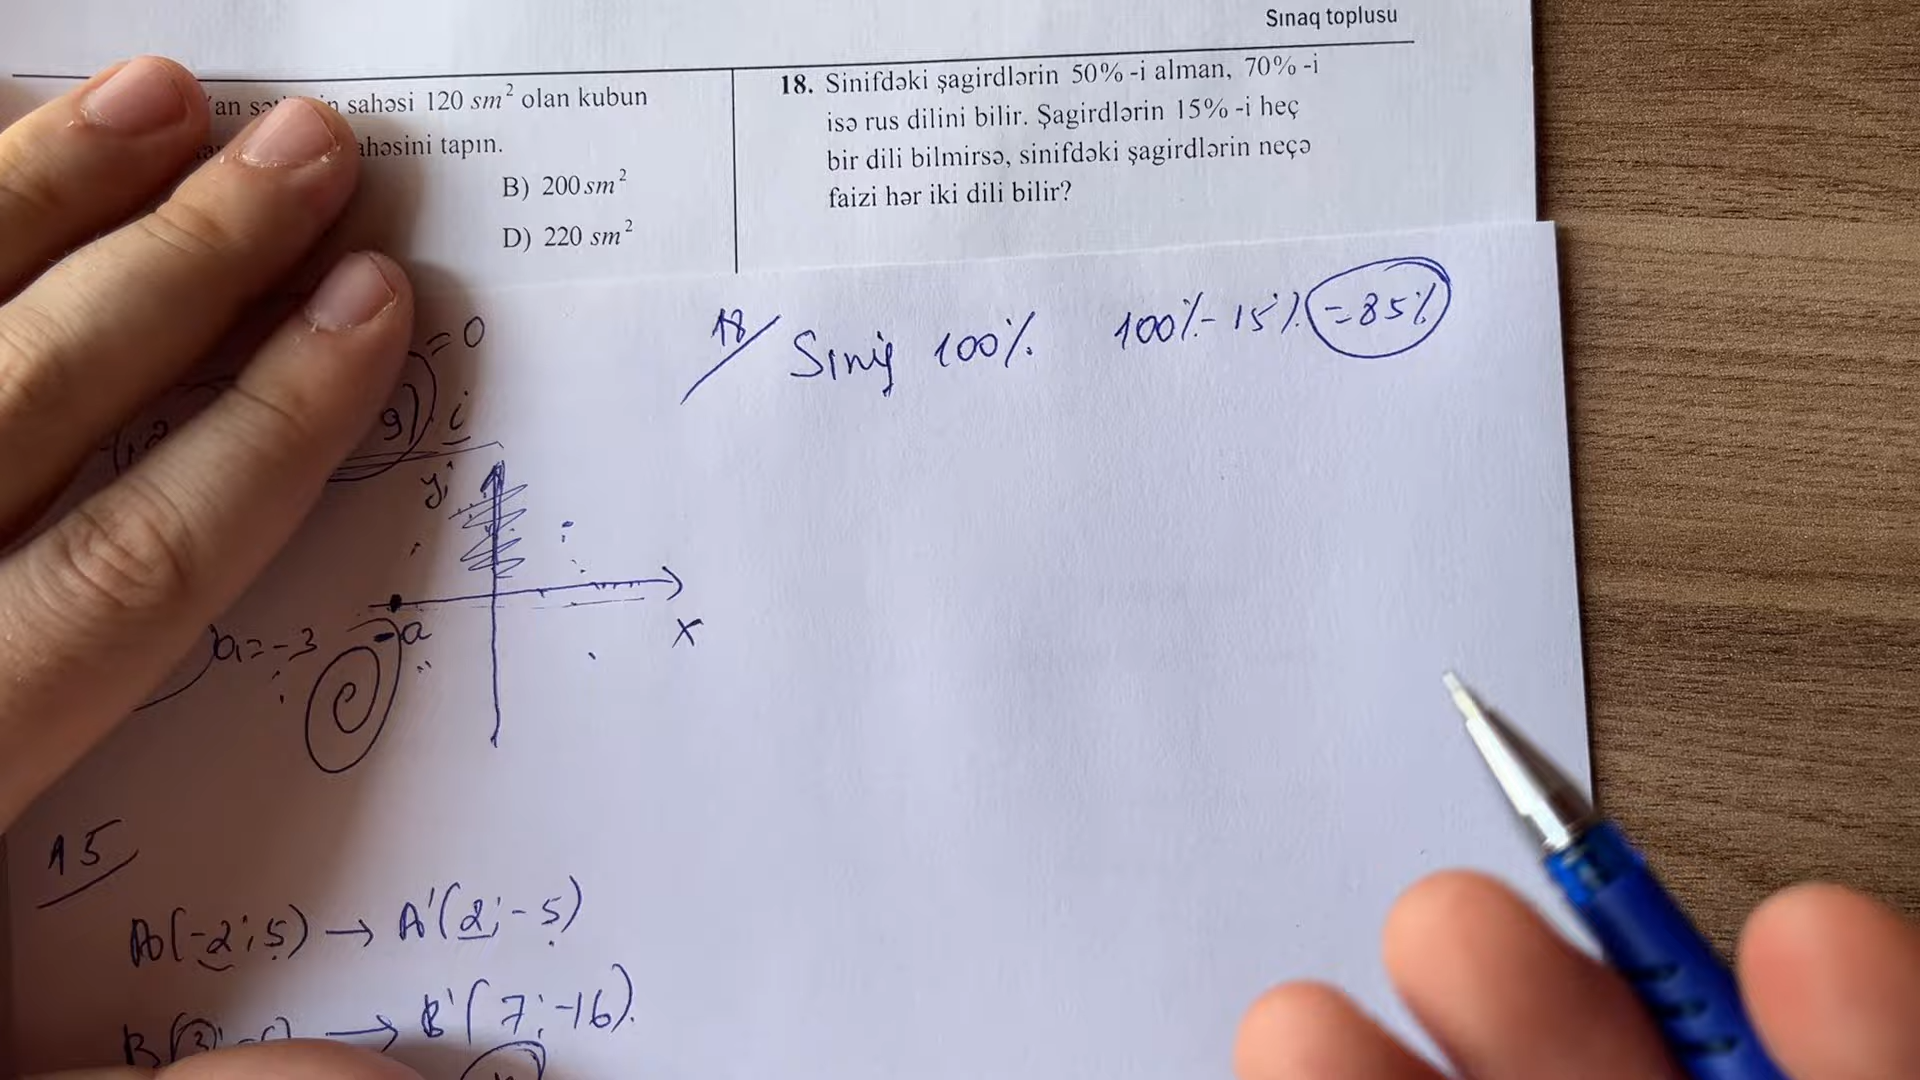 Sınaq toplusu
sahəsi 120 sm² olan kubun
tapın.
B) 200 sm²
D) 220 sm²
18. Sinifdəki şagirdlərin 50% -i alman, 70% -i
isə rus dilini bilir. Şagirdlərin 15% -i heç
bir dili bilmirsə, sinifdəki şagirdlərin neçə
faizi hər iki dili bilir?
18 Sinif 100% 100% - 15% = 85%
= 0
9) i
y
x
-a
= -3
15
A(-2; 5) → A'(2; -5)
→ B'(7; -16).